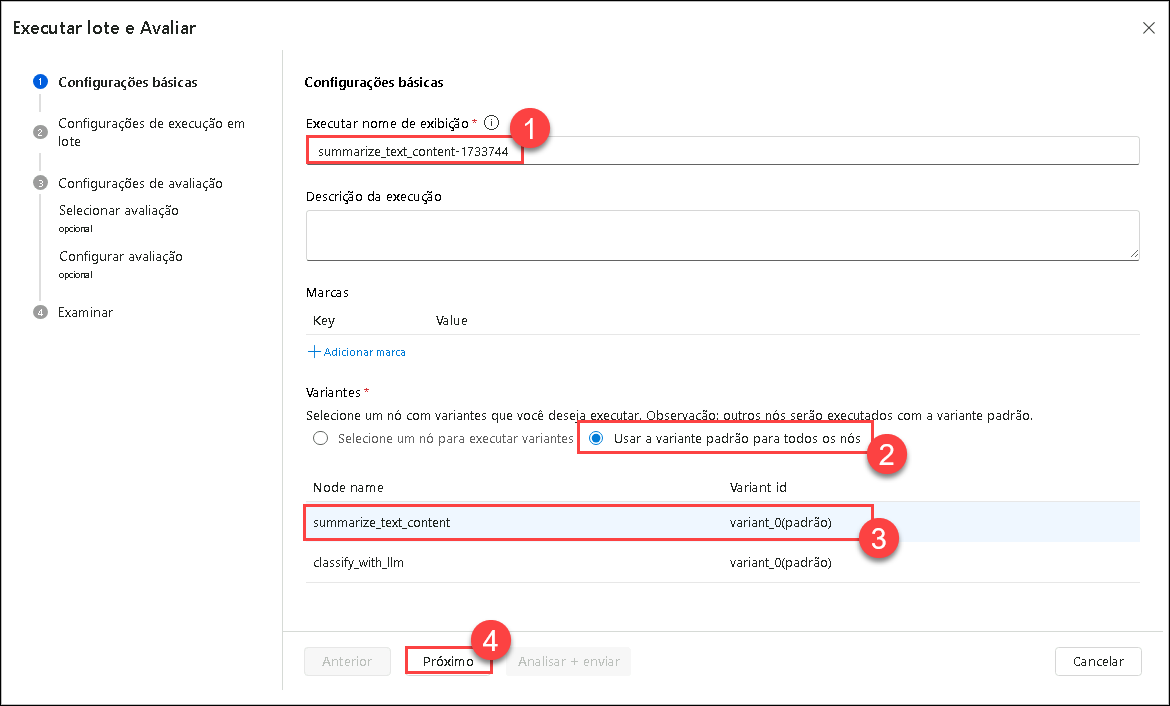 Executar lote e Avaliar
1 Configurações básicas
2 Configurações de execução em
lote
3 Configurações de avaliação
Selecionar avaliação
opcional
Configurar avaliação
opcional
4 Examinar
Configurações básicas
Executar nome de exibição * 1
summarize_text_content-1733744
Descrição da execução
Marcas
Key Value
Adicionar marca
Variantes *
Selecione um nó com variantes que você deseja executar. Observação: outros nós serão executados com a variante padrão.
Selecione um nó para executar variantes Usar a variante padrão para todos os nós 2
Node name Variant id
summarize_text_content variant_0(padrão) 3
classify_with_llm variant_0(padrão)
4
Anterior Próximo Analisar + enviar Cancelar